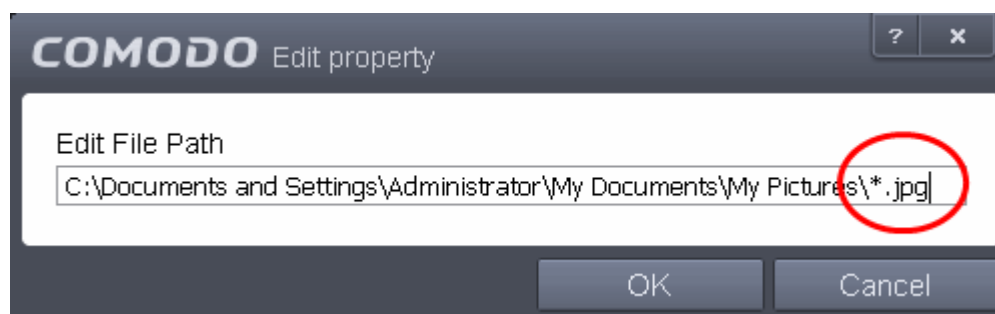 COMODO Edit property ? x
Edit File Path
C:\Documents and Settings\Administrator\My Documents\My Pictures\*.jpg
OK Cancel